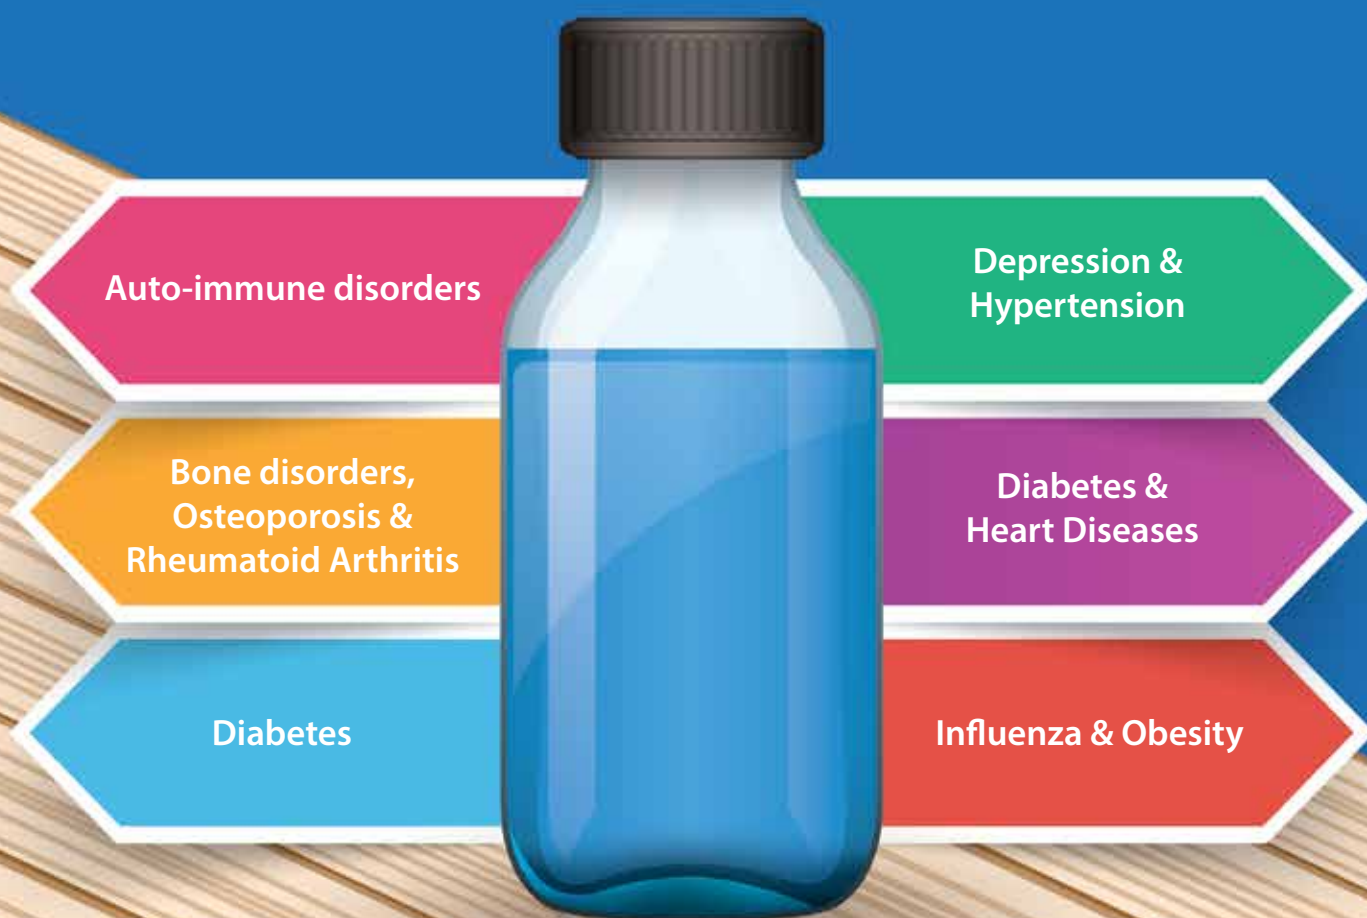 Auto-immune disorders
Depression &
Hypertension
Bone disorders,
Osteoporosis &
Rheumatoid Arthritis
Diabetes &
Heart Diseases
Diabetes
Influenza & Obesity